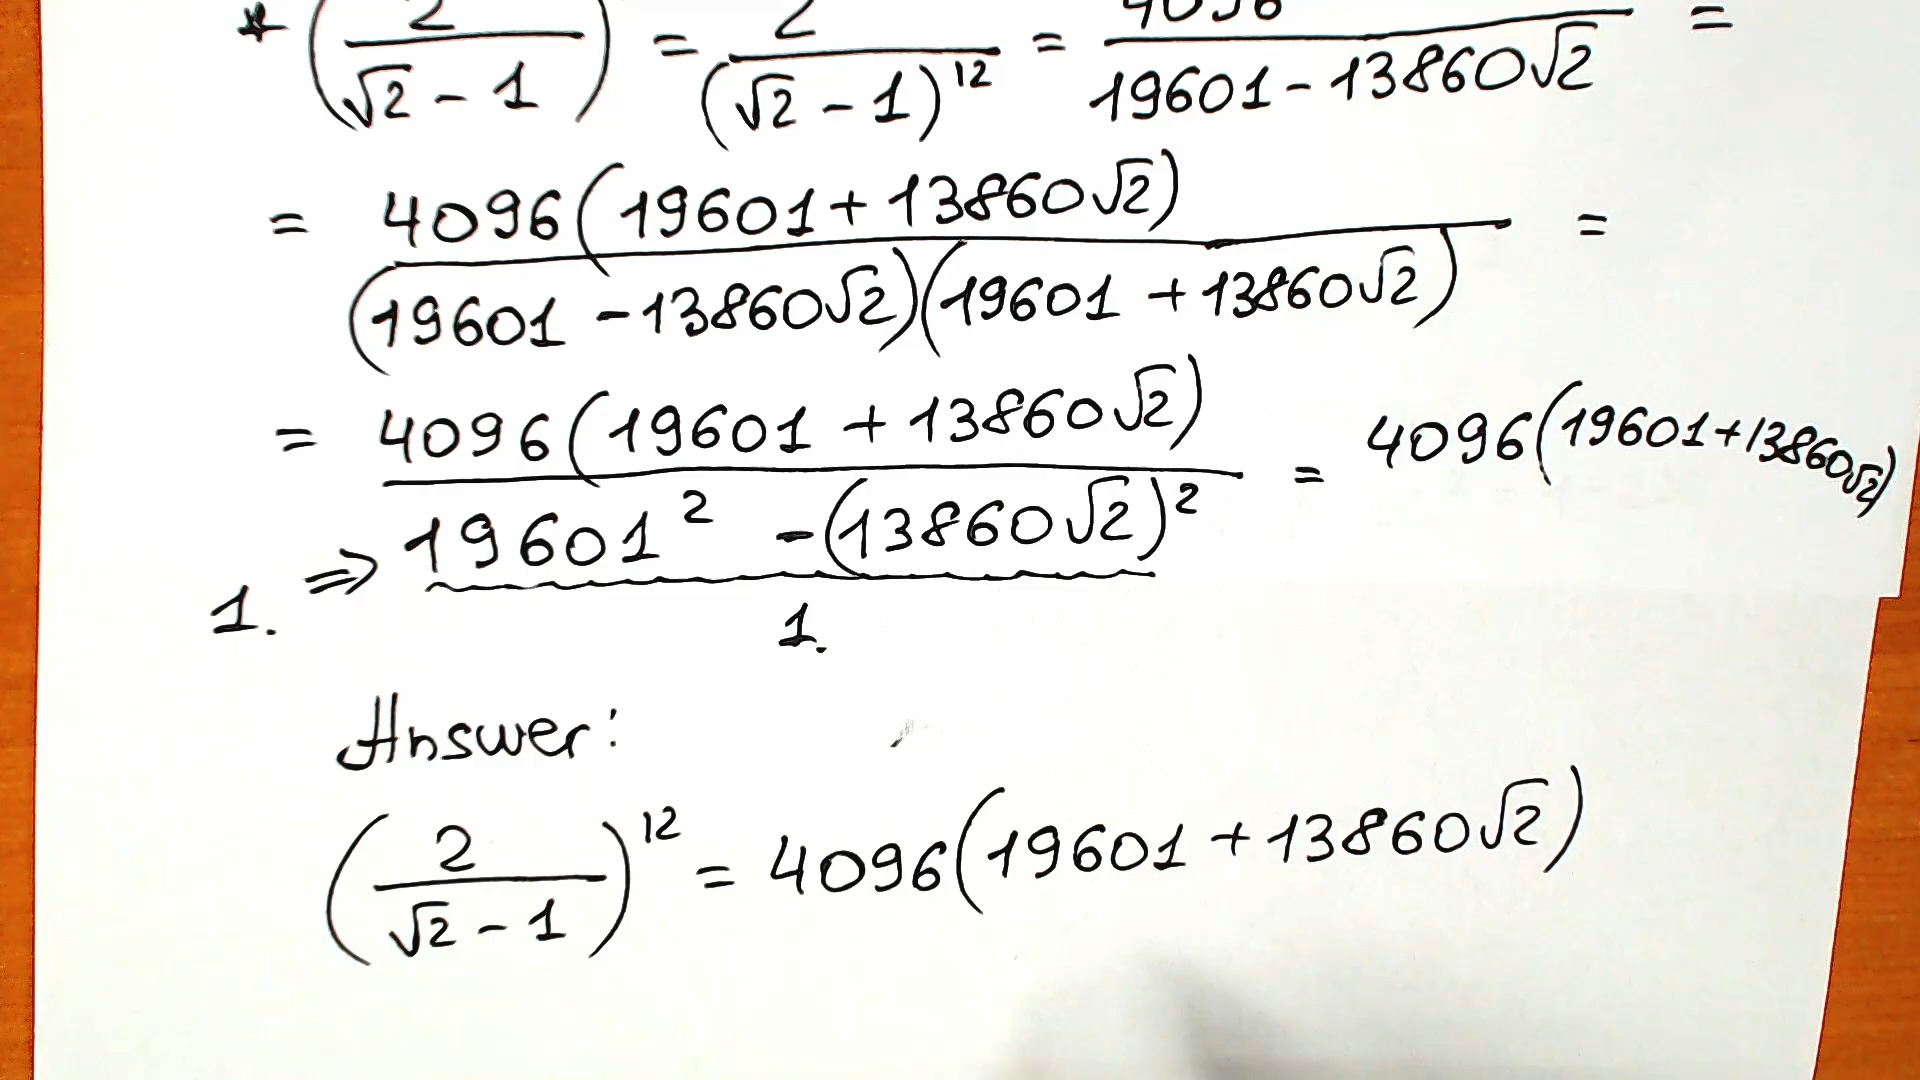 * (2/(√2 - 1)) = 2/(√2 - 1)^12 = 4096/(19601 - 13860√2) =
= 4096(19601 + 13860√2)/((19601 - 13860√2)(19601 + 13860√2)) =
= 4096(19601 + 13860√2)/(19601² - (13860√2)²) = 4096(19601+13860√2)
1. ⇒ 1.
Answer:
(2/(√2 - 1))^12 = 4096(19601 + 13860√2)